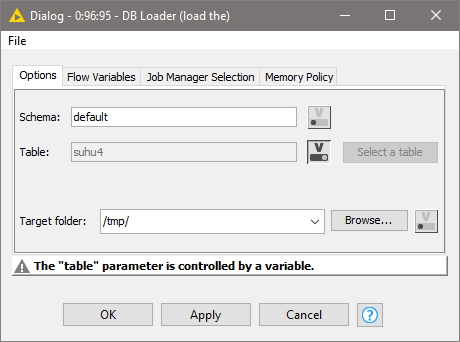 Dialog - 0:96:95 - DB Loader (load the)
File
Options Flow Variables Job Manager Selection Memory Policy
Schema: default V
Table: suhu4 V Select a table
Target folder: /tmp/ Browse... V
The "table" parameter is controlled by a variable.
OK Apply Cancel ?